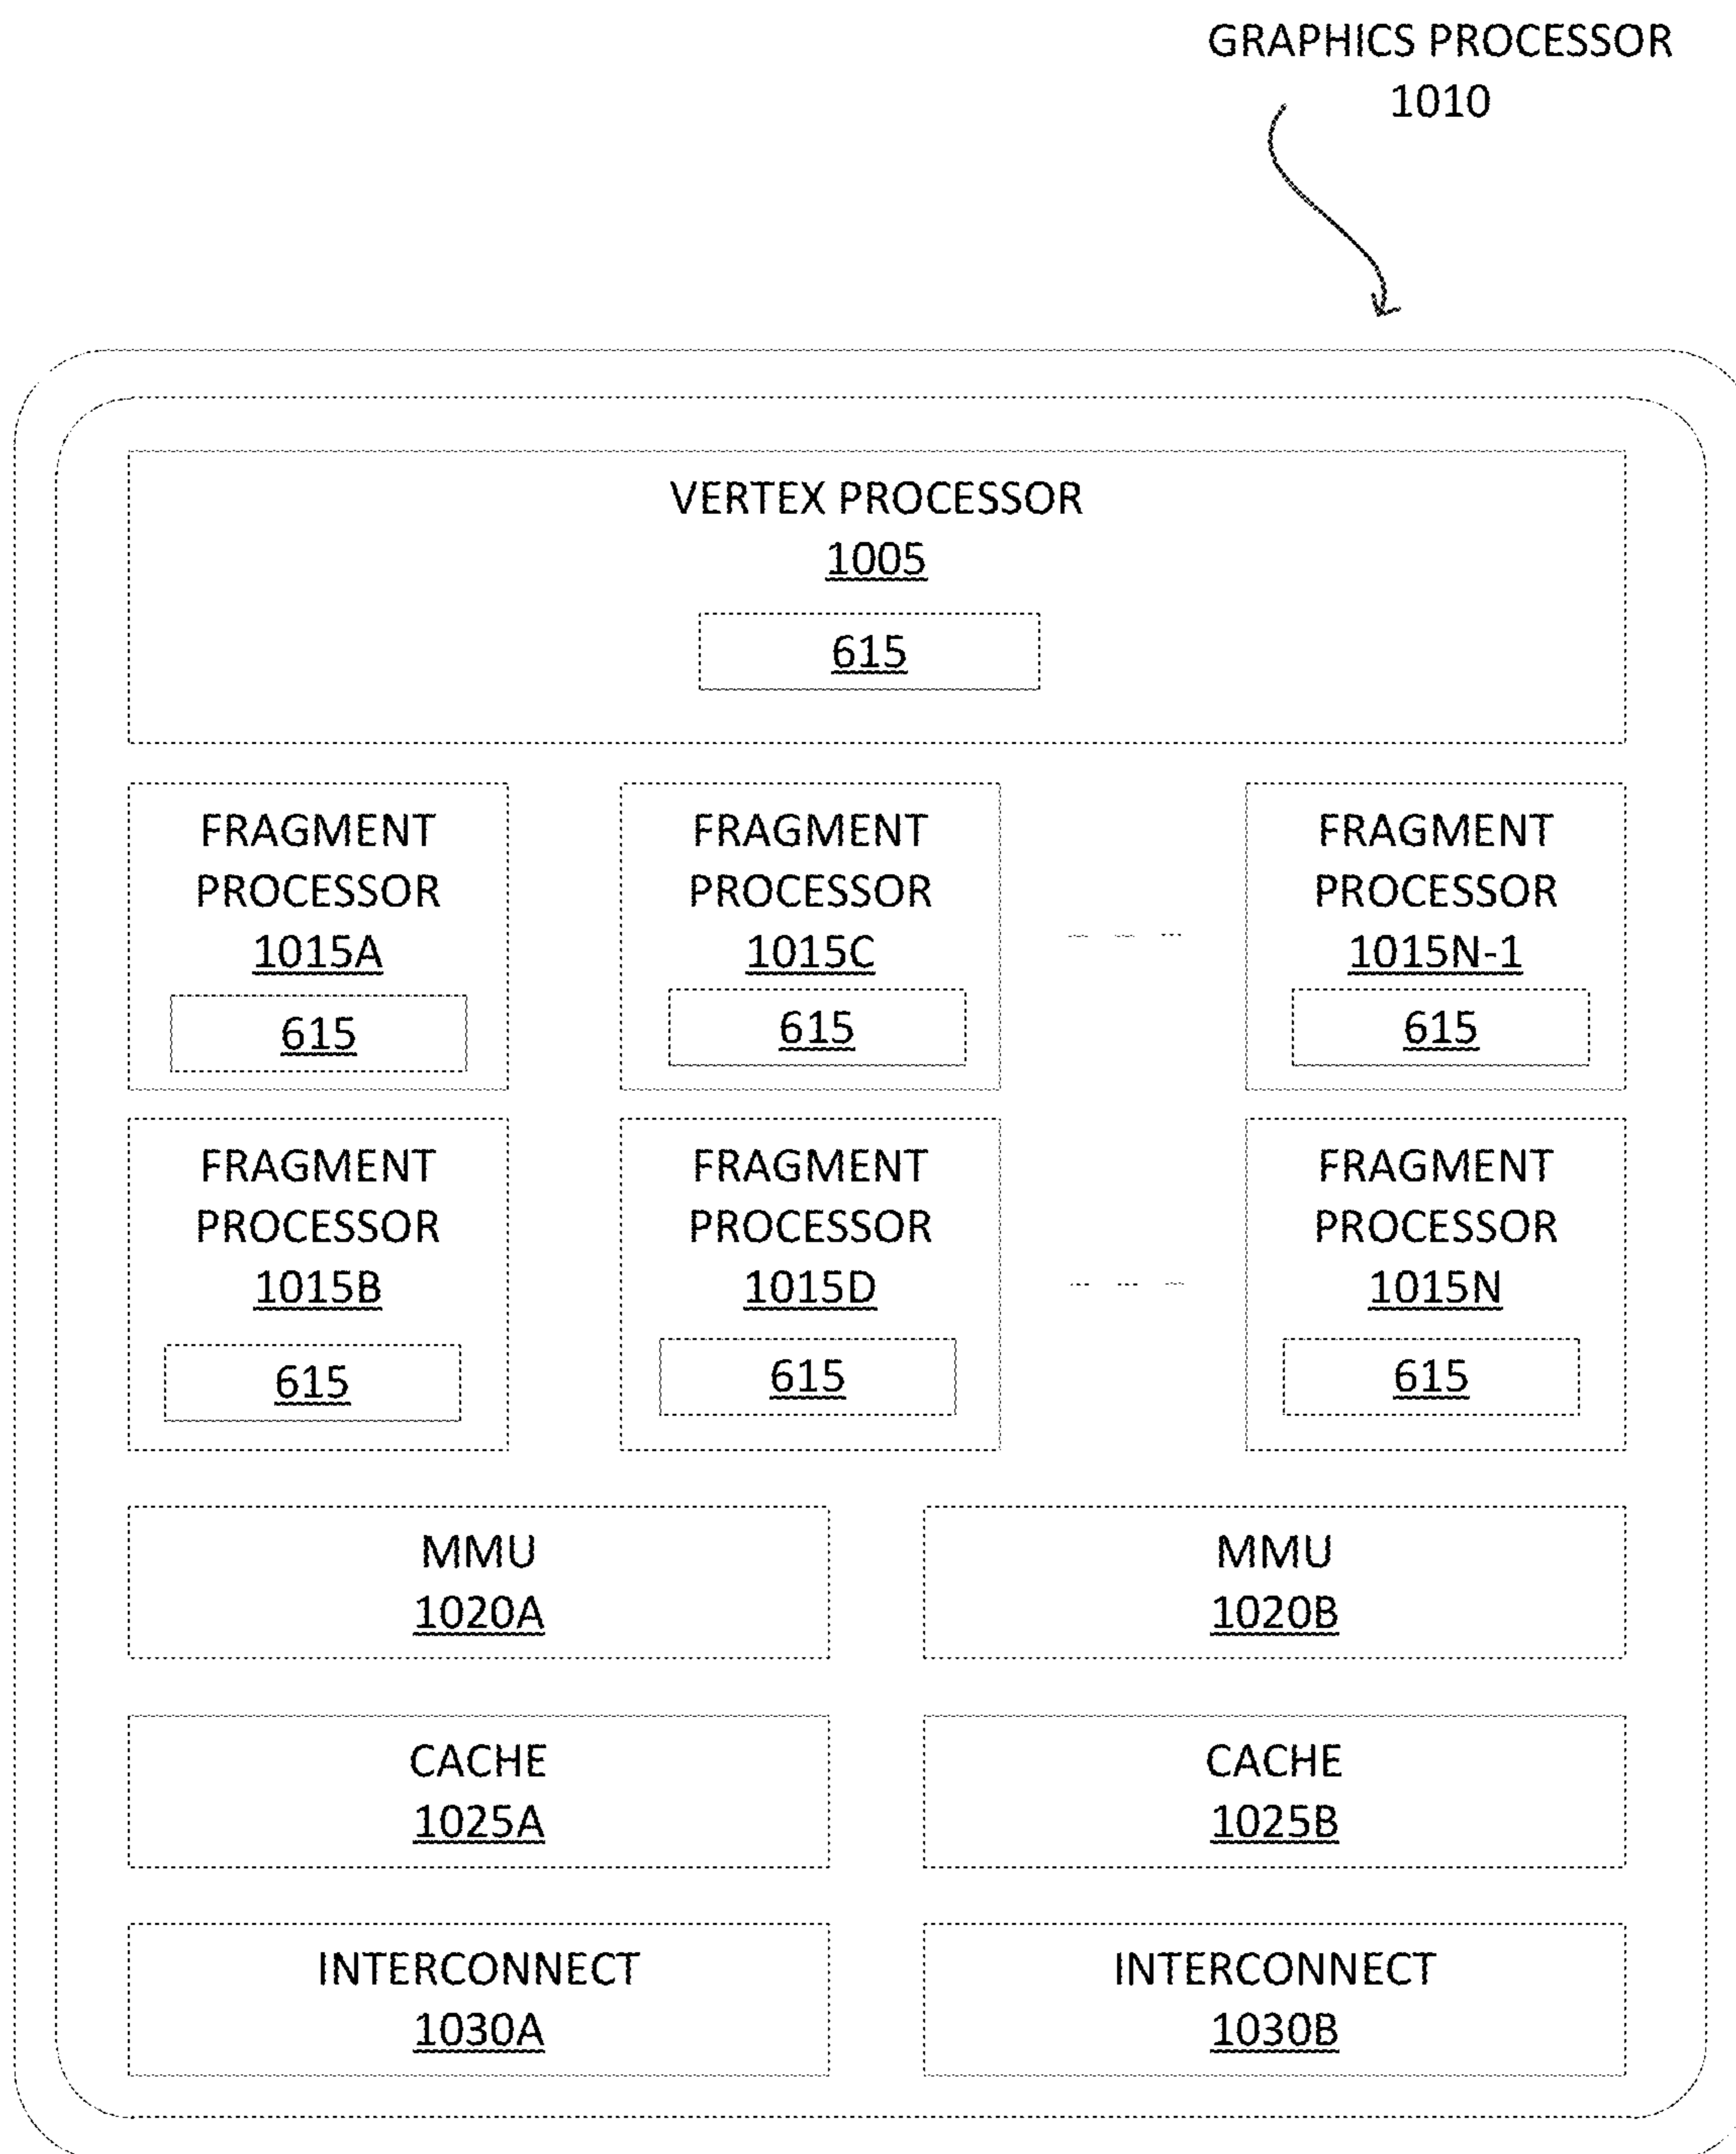 GRAPHICS PROCESSOR
1010
VERTEX PROCESSOR
1005
615
FRAGMENT
PROCESSOR
1015A
615
FRAGMENT
PROCESSOR
1015C
615
FRAGMENT
PROCESSOR
1015N-1
615
FRAGMENT
PROCESSOR
1015B
615
FRAGMENT
PROCESSOR
1015D
615
FRAGMENT
PROCESSOR
1015N
615
MMU
1020A
MMU
1020B
CACHE
1025A
CACHE
1025B
INTERCONNECT
1030A
INTERCONNECT
1030B